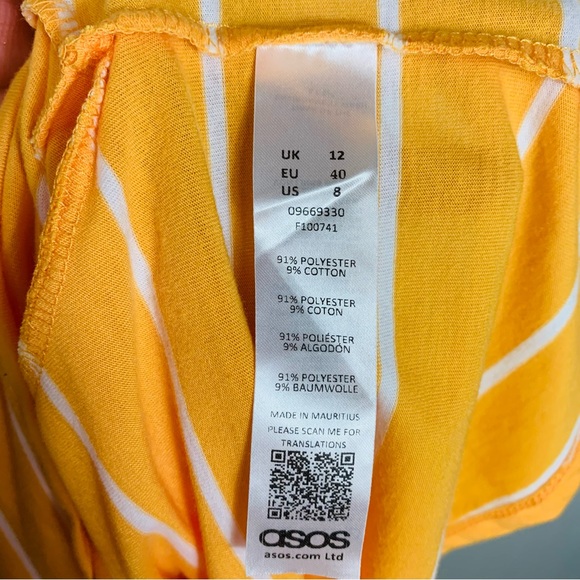 UK 12
EU 40
US 8
09669330
F100741
91% POLYESTER
9% COTTON
91% POLYESTER
9% COTON
91% POLIÉSTER
9% ALGODÓN
91% POLYESTER
9% BAUMWOLLE
MADE IN MAURITIUS
PLEASE SCAN ME FOR
TRANSLATIONS
asos
asos.com Ltd